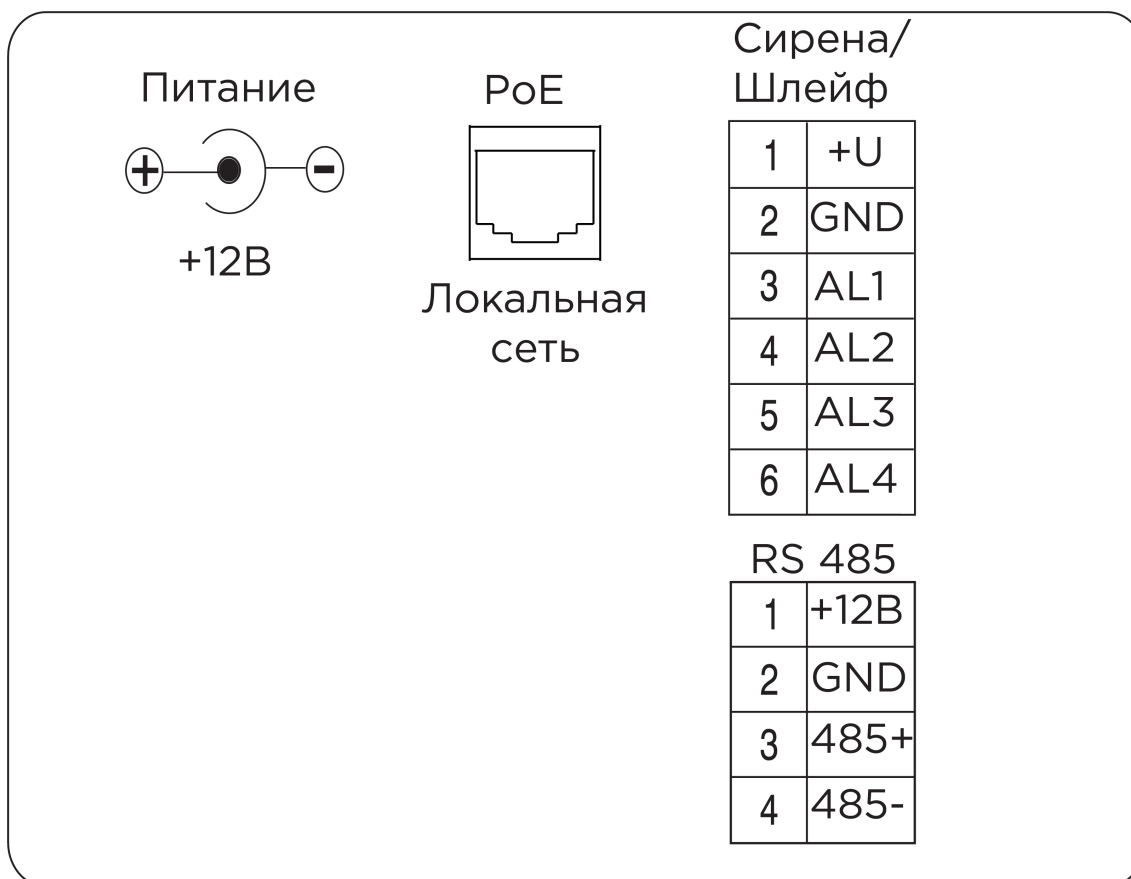 Питание
+
-
+12В
PoE
Локальная
сеть
Сирена/
Шлейф
1 +U
2 GND
3 AL1
4 AL2
5 AL3
6 AL4
RS 485
1 +12В
2 GND
3 485+
4 485-